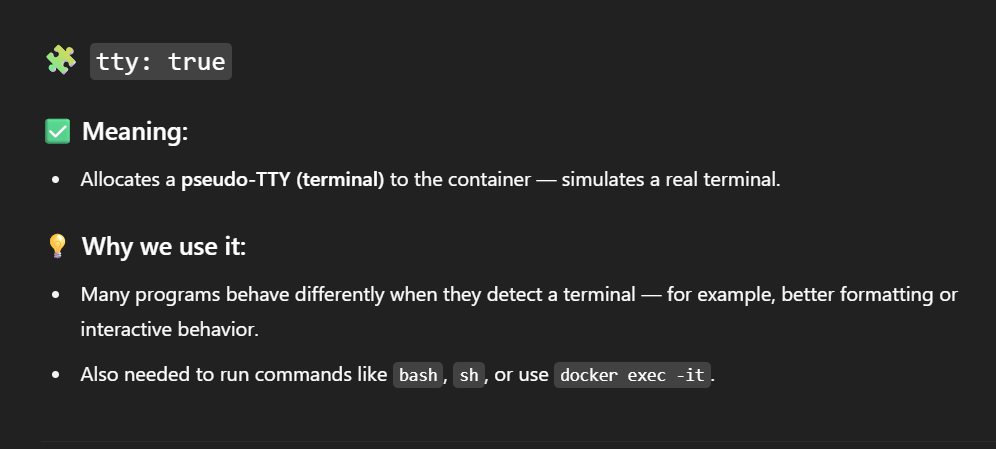 🧩 tty: true
✅ Meaning:
• Allocates a pseudo-TTY (terminal) to the container — simulates a real terminal.
💡 Why we use it:
• Many programs behave differently when they detect a terminal — for example, better formatting or
interactive behavior.
• Also needed to run commands like bash, sh, or use docker exec -it.